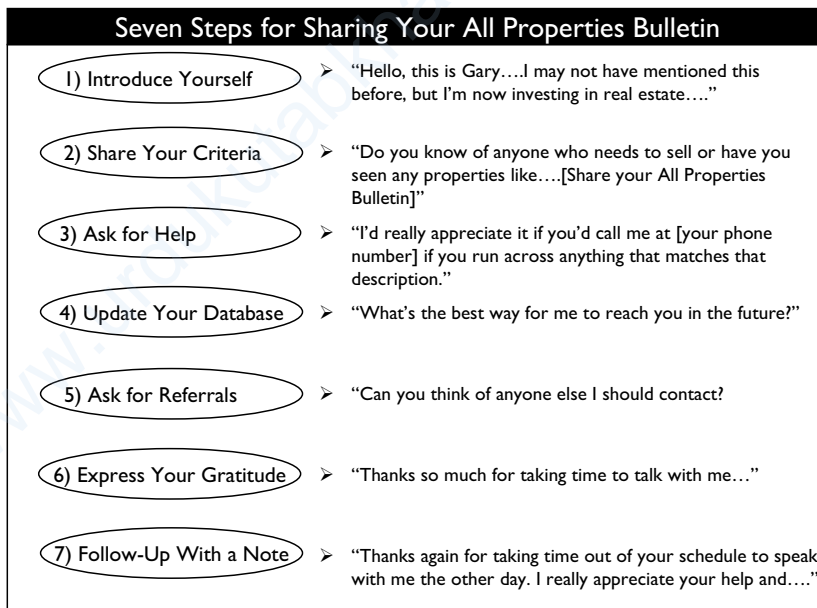 Seven Steps for Sharing Your All Properties Bulletin
1) Introduce Yourself
➢ “Hello, this is Gary….I may not have mentioned this
before, but I’m now investing in real estate….”
2) Share Your Criteria
➢ “Do you know of anyone who needs to sell or have you
seen any properties like….[Share your All Properties
Bulletin]”
3) Ask for Help
➢ “I’d really appreciate it if you’d call me at [your phone
number] if you run across anything that matches that
description.”
4) Update Your Database
➢ “What’s the best way for me to reach you in the future?”
5) Ask for Referrals
➢ “Can you think of anyone else I should contact?
6) Express Your Gratitude
➢ “Thanks so much for taking time to talk with me…”
7) Follow-Up With a Note
➢ “Thanks again for taking time out of your schedule to speak
with me the other day. I really appreciate your help and….”